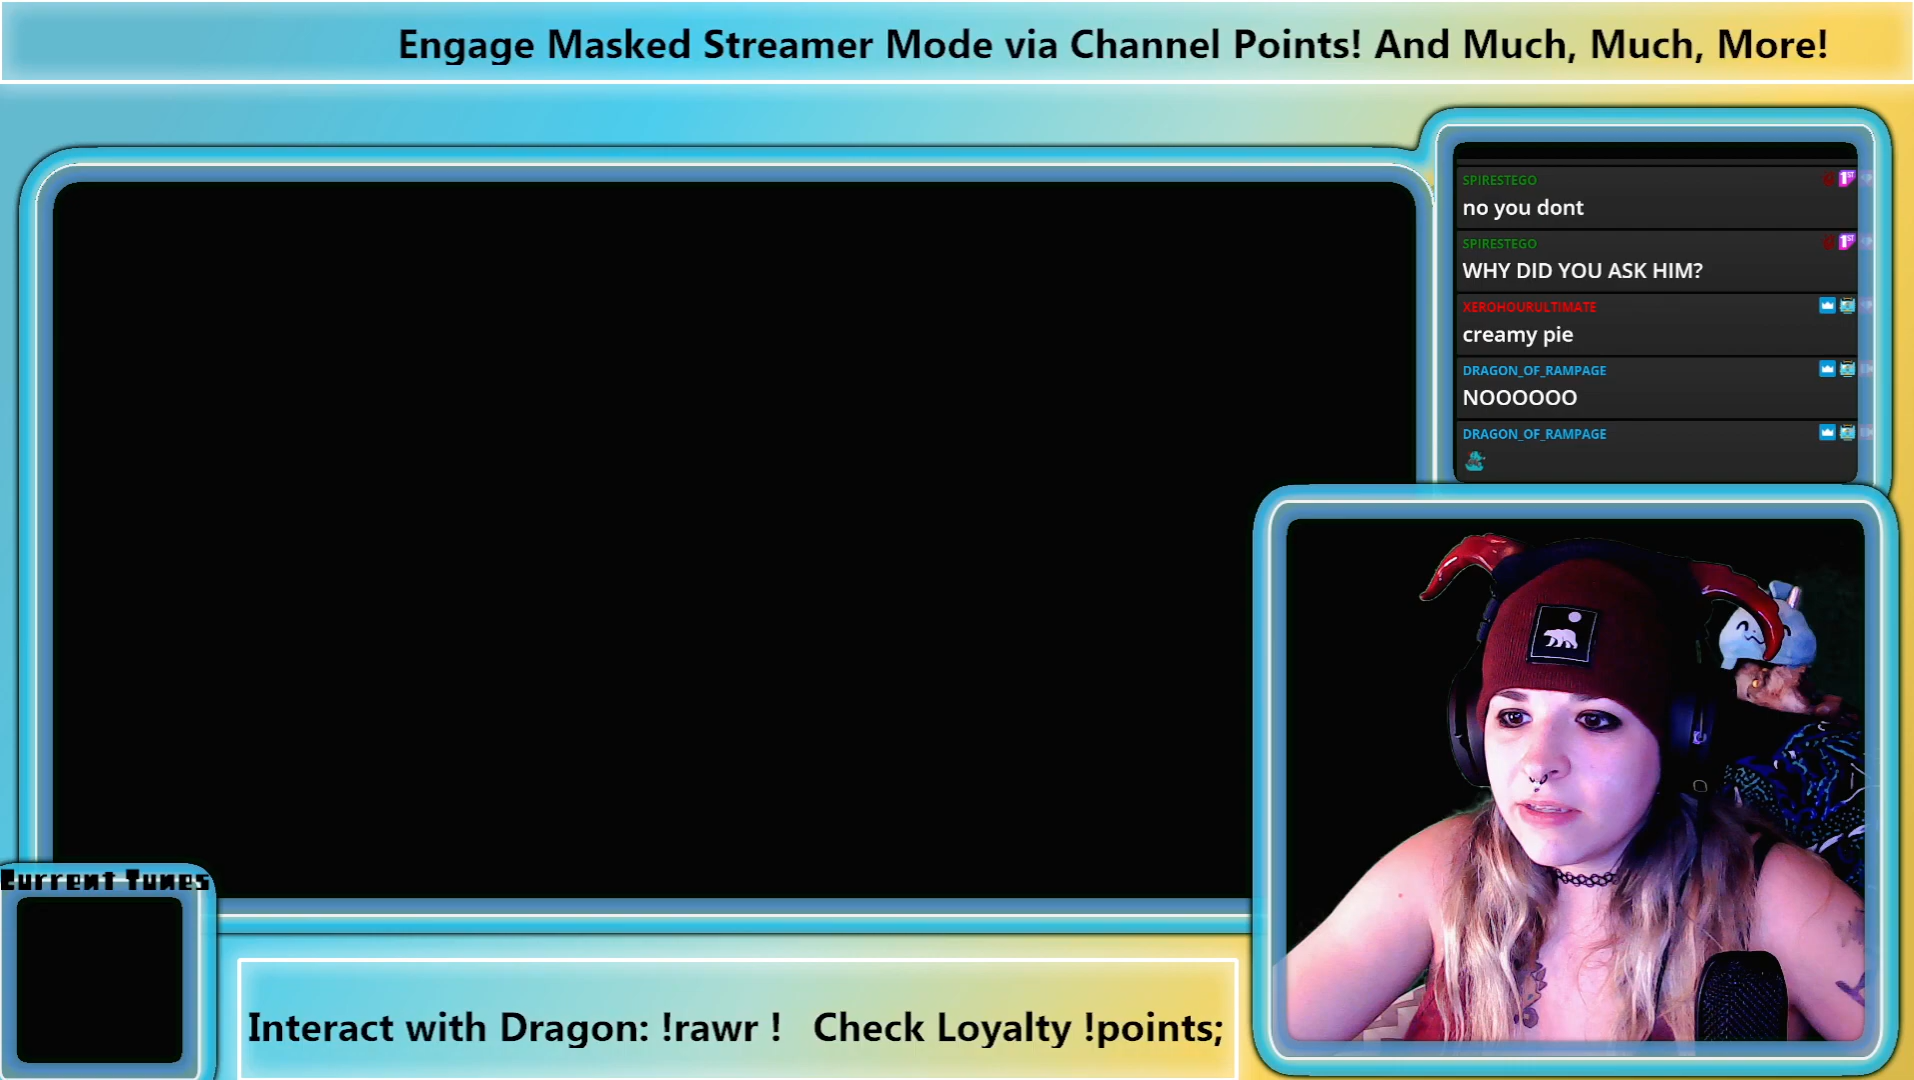 Engage Masked Streamer Mode via Channel Points! And Much, Much, More!
SPIRESTEGO
no you dont
SPIRESTEGO
WHY DID YOU ASK HIM?
XEROHOURULTIMATE
creamy pie
DRAGON_OF_RAMPAGE
NOOOOOO
DRAGON_OF_RAMPAGE
Current Tunes
Interact with Dragon: !rawr !   Check Loyalty !points;